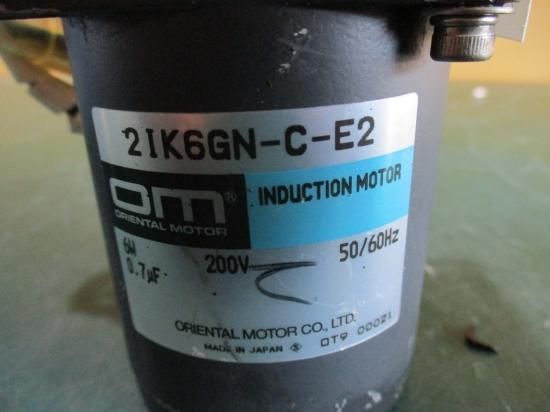 2IK6GN-C-E2
OM®
ORIENTAL MOTOR
INDUCTION MOTOR
6W 200V 50/60Hz
0.7μF
ORIENTAL MOTOR CO., LTD.
MADE IN JAPAN Ⓢ OT9 00021